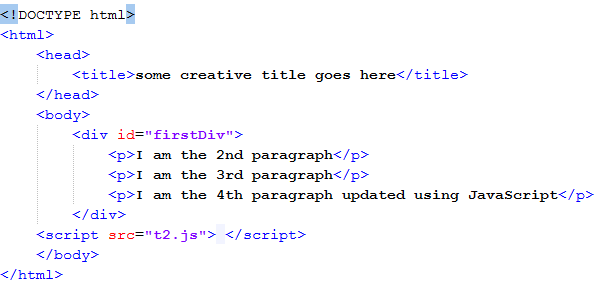 <!DOCTYPE html>
<html>
    <head>
        <title>some creative title goes here</title>
    </head>
    <body>
        <div id="firstDiv">
            <p>I am the 2nd paragraph</p>
            <p>I am the 3rd paragraph</p>
            <p>I am the 4th paragraph updated using JavaScript</p>
        </div>
    <script src="t2.js"> </script>
    </body>
</html>